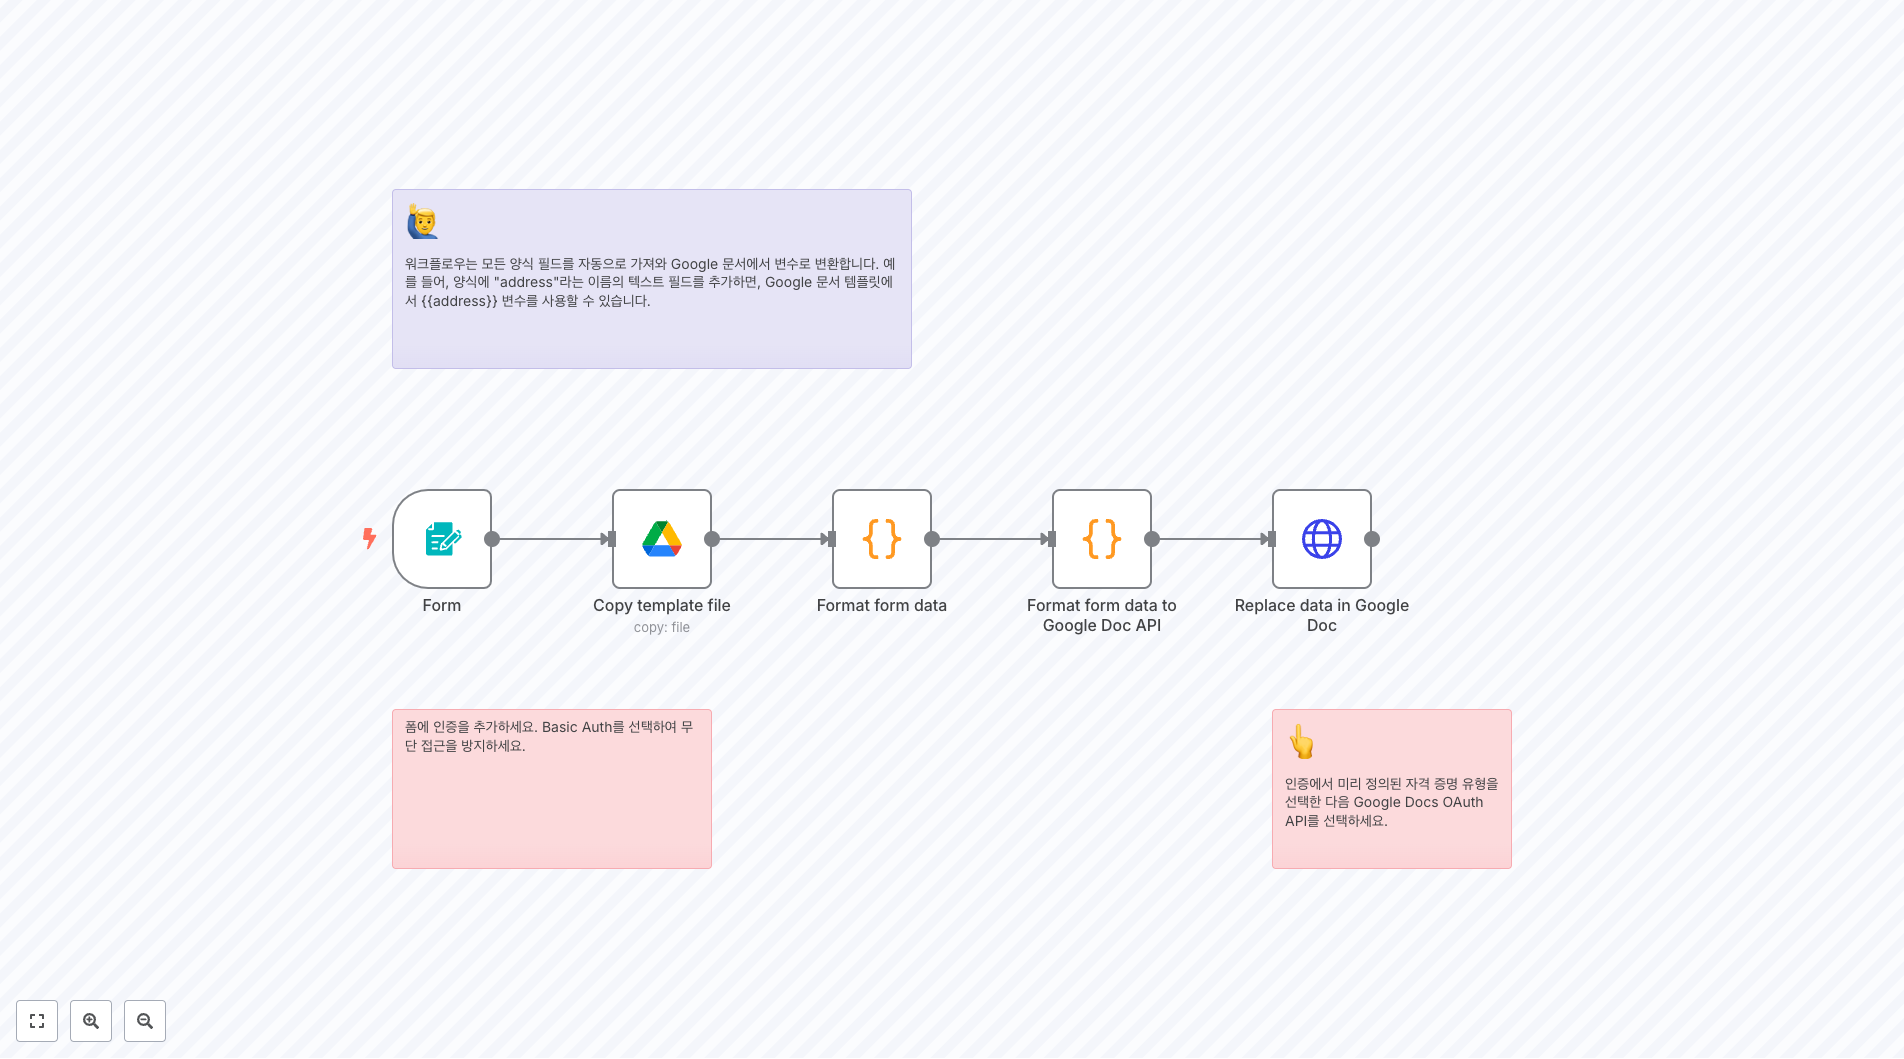 워크플로우는 모든 양식 필드를 자동으로 가져와 Google 문서에서 변수로 변환합니다. 예
를 들어, 양식에 "address"라는 이름의 텍스트 필드를 추가하면, Google 문서 템플릿에
서 {{address}} 변수를 사용할 수 있습니다.
Form
Copy template file
copy: file
Format form data
Format form data to
Google Doc API
Replace data in Google
Doc
폼에 인증을 추가하세요. Basic Auth를 선택하여 무
단 접근을 방지하세요.
인증에서 미리 정의된 자격 증명 유형을
선택한 다음 Google Docs OAuth
API를 선택하세요.